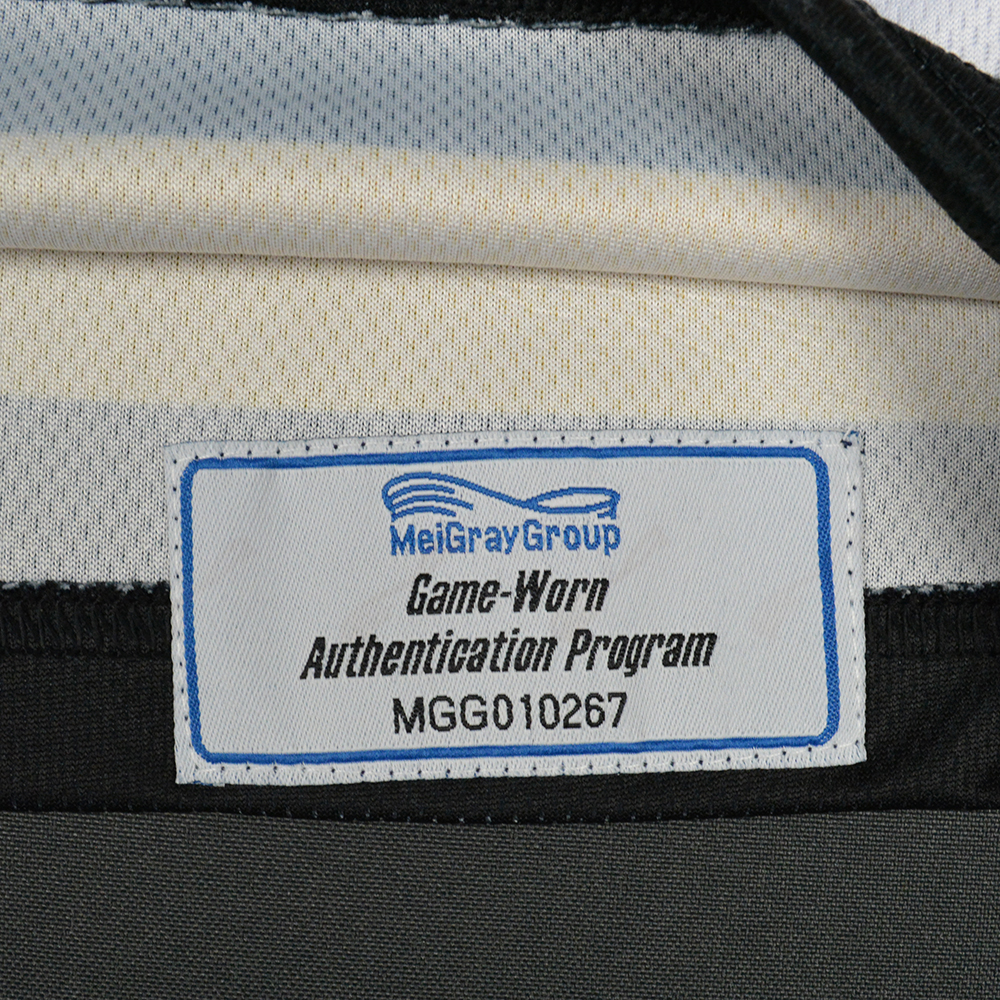 MeiGrayGroup
Game-Worn
Authentication Program
MGG010267